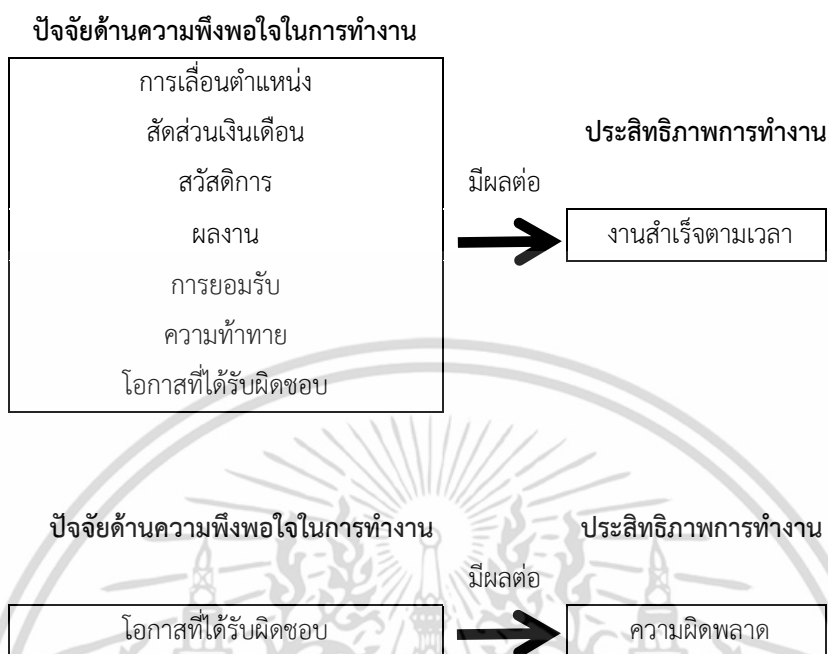 ปัจจัยด้านความพึงพอใจในการทำงาน
การเลื่อนตำแหน่ง
สัดส่วนเงินเดือน
ประสิทธิภาพการทำงาน
สวัสดิการ
มีผลต่อ
ผลงาน
งานสำเร็จตามเวลา
การยอมรับ
ความท้าทาย
โอกาสที่ได้รับผิดชอบ
ปัจจัยด้านความพึงพอใจในการทำงาน
ประสิทธิภาพการทำงาน
มีผลต่อ
โอกาสที่ได้รับผิดชอบ
ความผิดพลาด